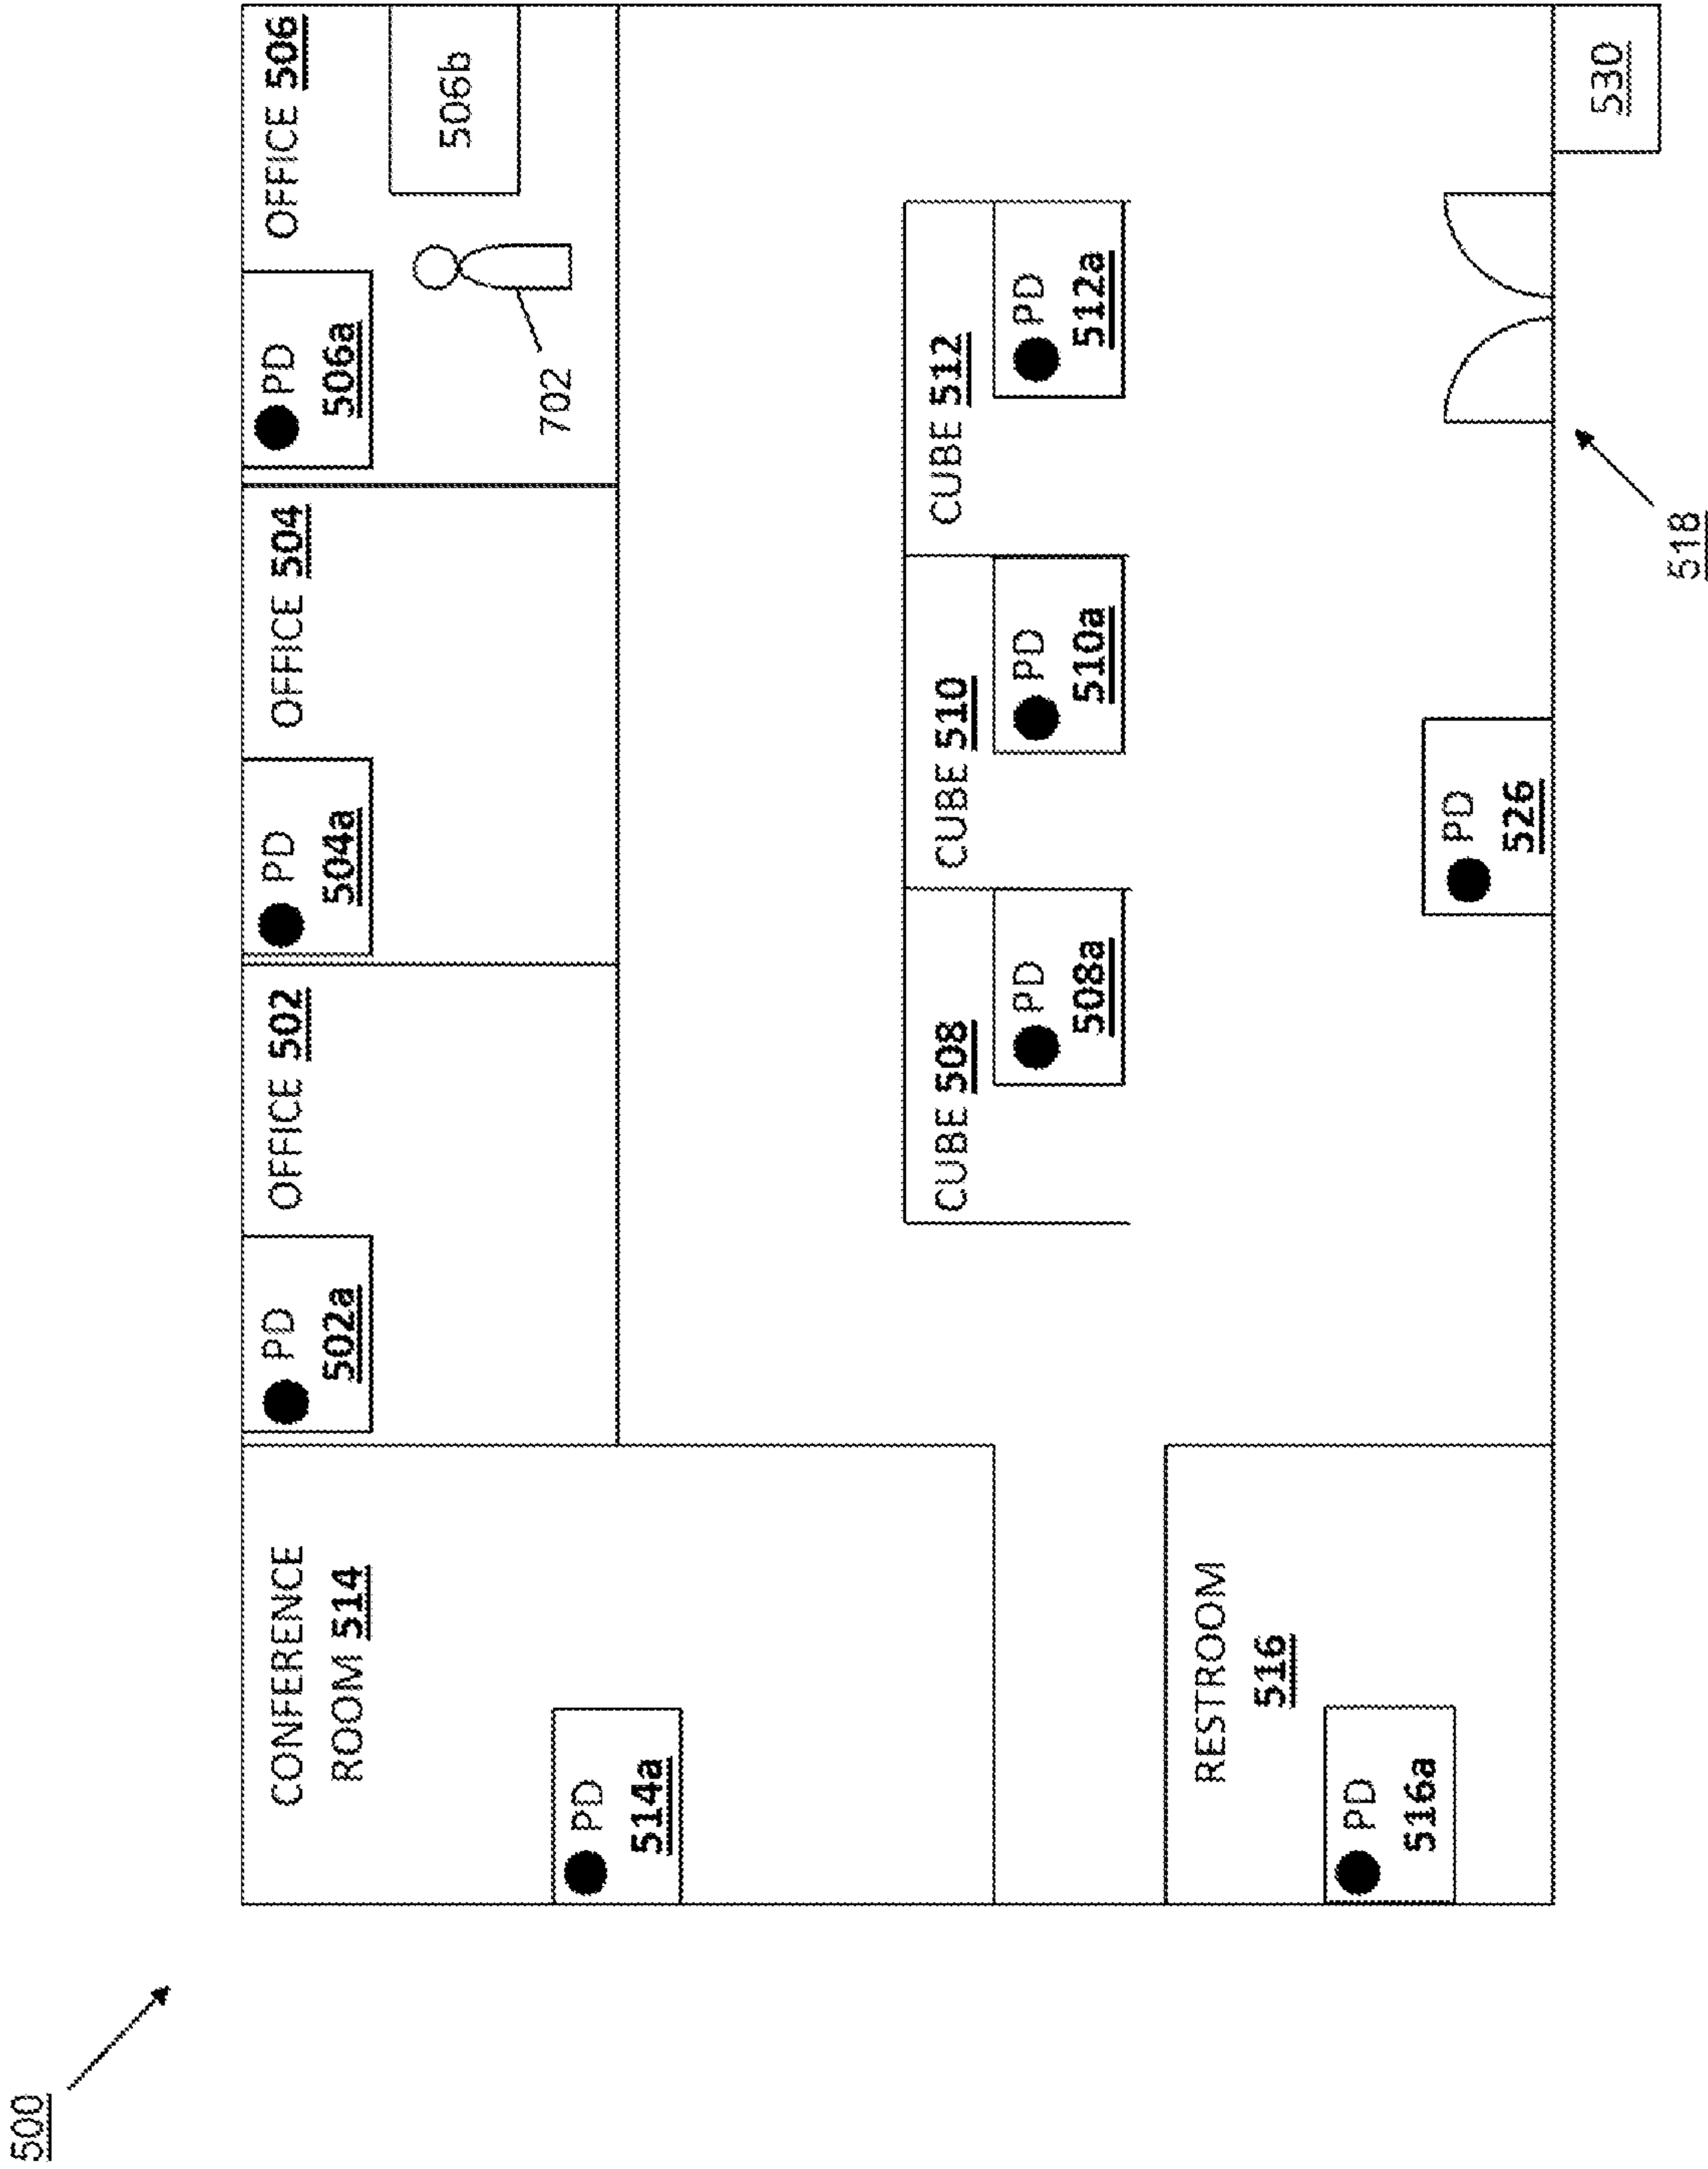 500
CONFERENCE
ROOM 514
PD
514a
OFFICE 502
PD
502a
OFFICE 504
PD
504a
OFFICE 506
PD
506a
506b
702
CUBE 508
PD
508a
CUBE 510
PD
510a
CUBE 512
PD
512a
RESTROOM
516
PD
516a
PD
526
518
530